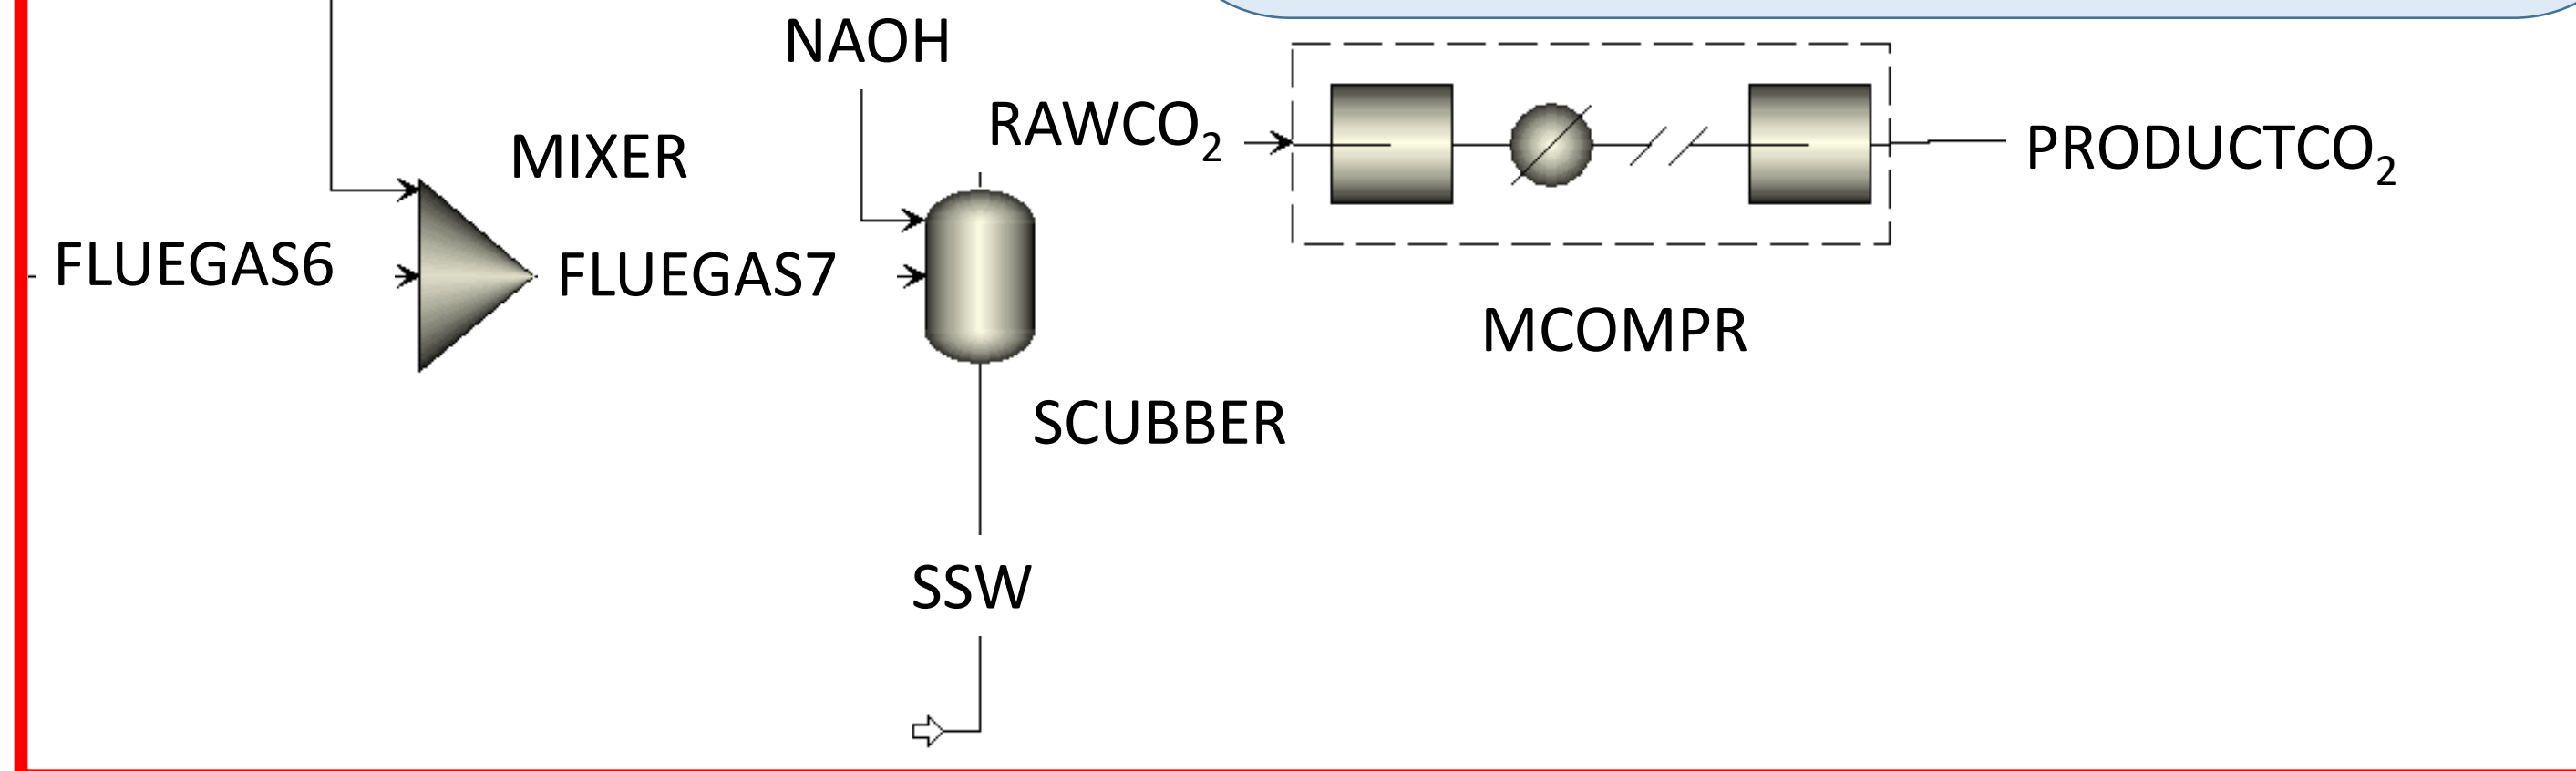 NAOH
RAWCO₂
PRODUCTCO₂
MIXER
FLUEGAS6
FLUEGAS7
MCOMPR
SCUBBER
SSW